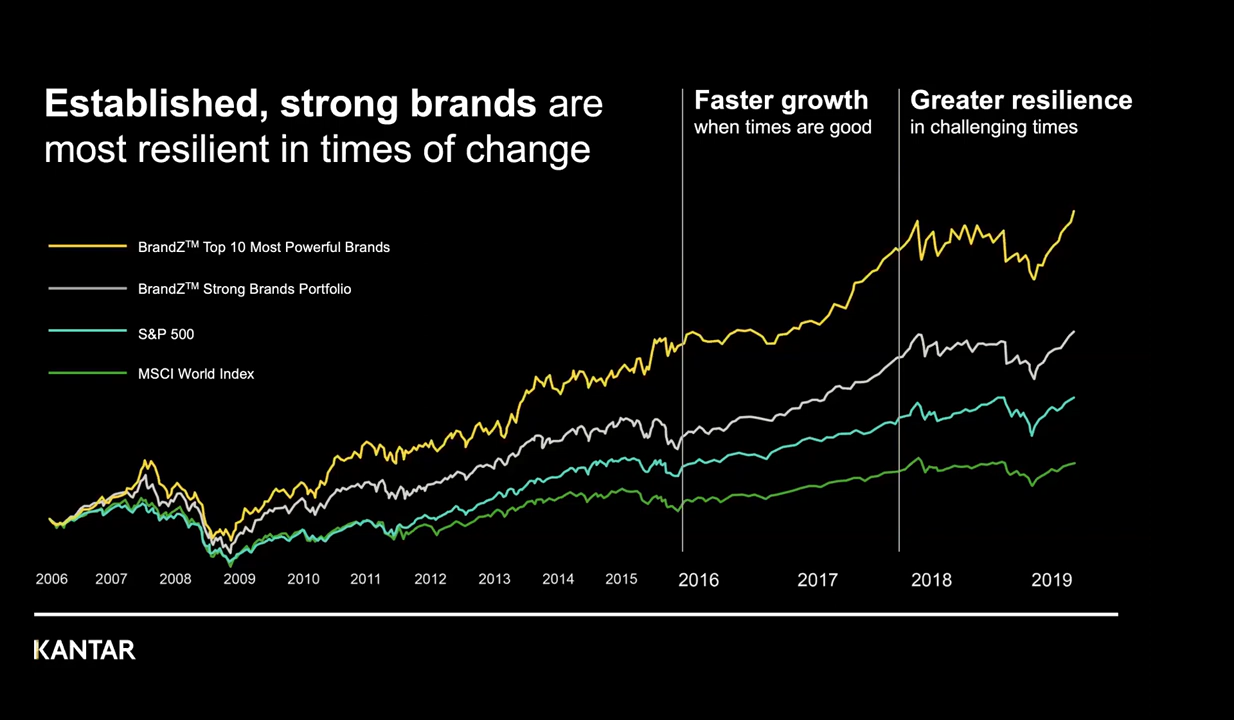 Established, strong brands are
most resilient in times of change
Faster growth
when times are good
Greater resilience
in challenging times
BrandZ™ Top 10 Most Powerful Brands
BrandZ™ Strong Brands Portfolio
S&P 500
MSCI World Index
2006 2007 2008 2009 2010 2011 2012 2013 2014 2015 2016 2017 2018 2019
KANTAR